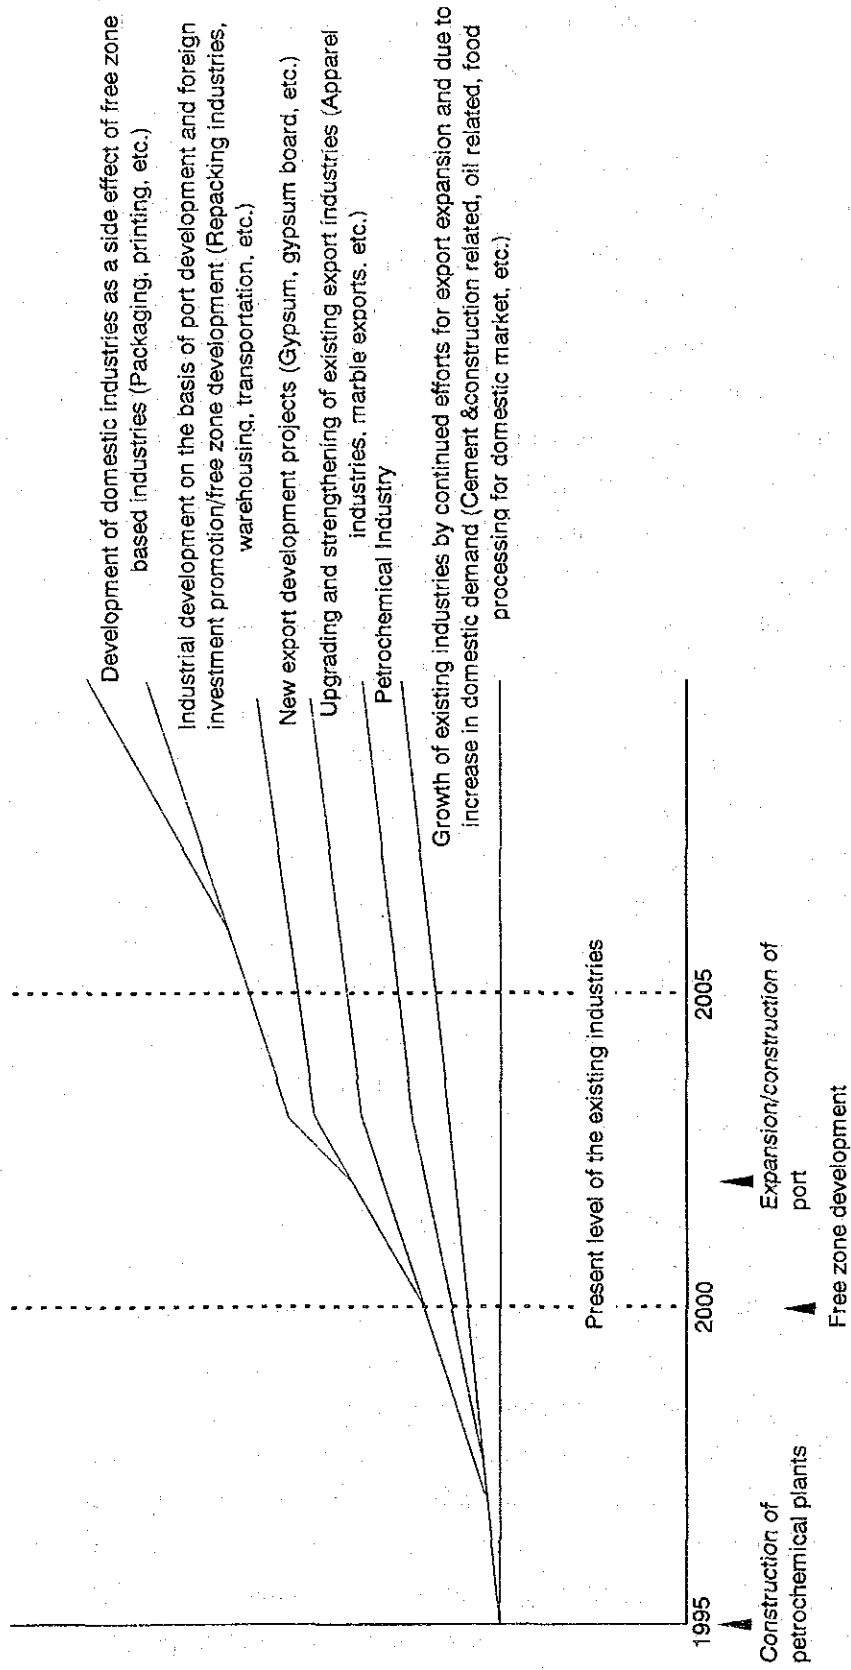 Development of domestic industries as a side effect of free zone
based industries (Packaging, printing, etc.)
Industrial development on the basis of port development and foreign
investment promotion/free zone development (Repacking industries,
warehousing, transportation, etc.)
New export development projects (Gypsum, gypsum board, etc.)
Upgrading and strengthening of existing export industries (Apparel
industries, marble exports. etc.)
Petrochemical Industry
Growth of existing industries by continued efforts for export expansion and due to
increase in domestic demand (Cement &construction related, oil related, food
processing for domestic market, etc.)
Present level of the existing industries
1995
2000
2005
Construction of
petrochemical plants
Expansion/construction of
port
Free zone development